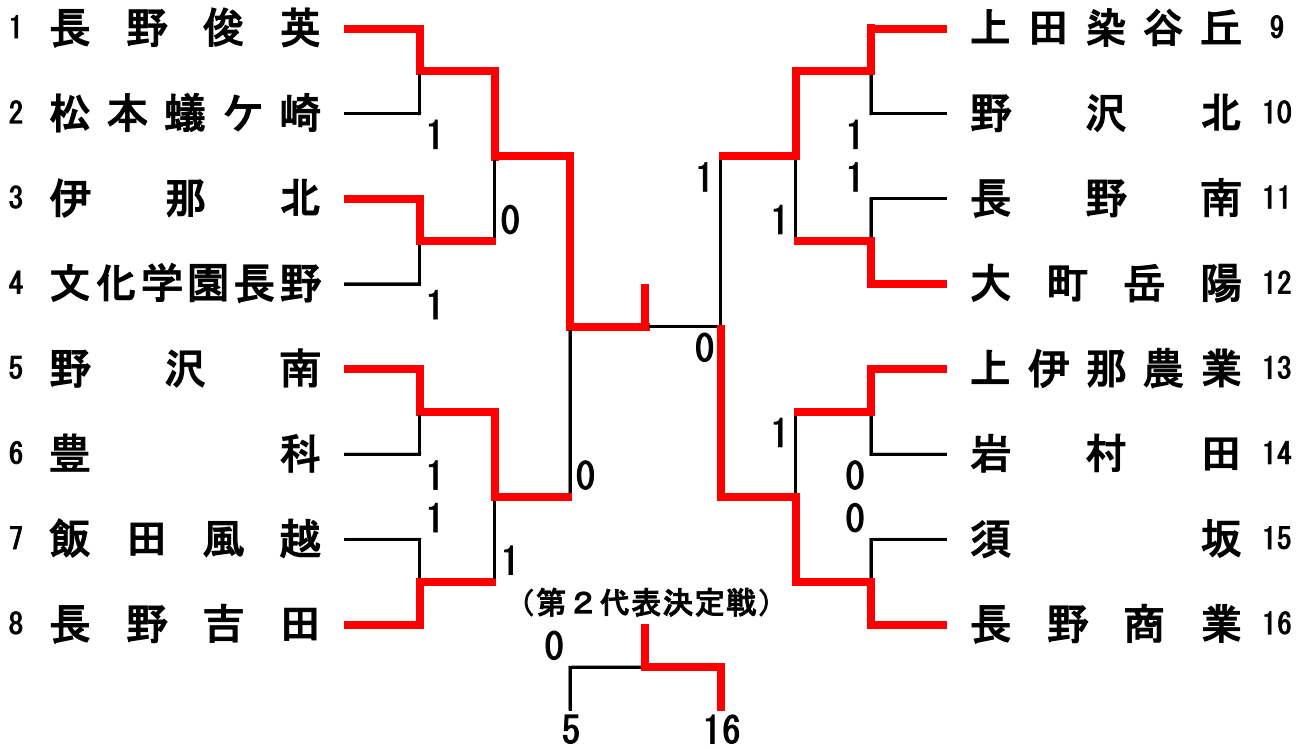 1 長野俊英
上田染谷丘 9
2 松本蟻ケ崎
野沢北 10
1
1
3 伊那北
1
1
長野南 11
0
1
4 文化学園長野
大町岳陽 12
1
0
5 野沢南
上伊那農業 13
1
6 豊科
岩村田 14
1
0
0
1
0
7 飯田風越
須坂 15
1
8 長野吉田
長野商業 16
（第２代表決定戦）
0
5
16